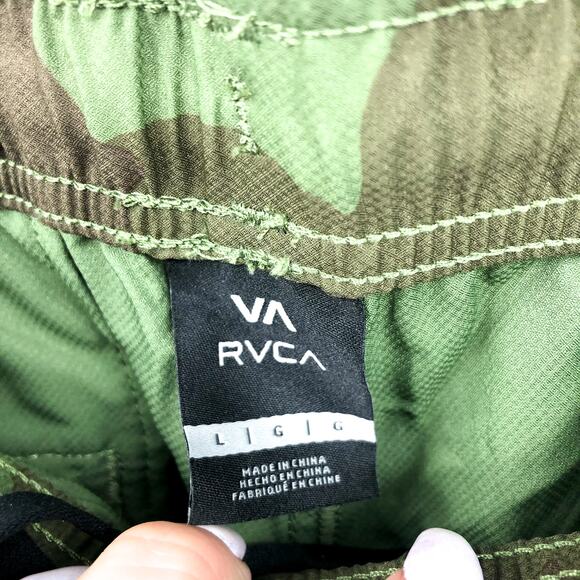 VA
RVCA
L | G | G
MADE IN CHINA
HECHO EN CHINA
FABRIQUÉ EN CHINE